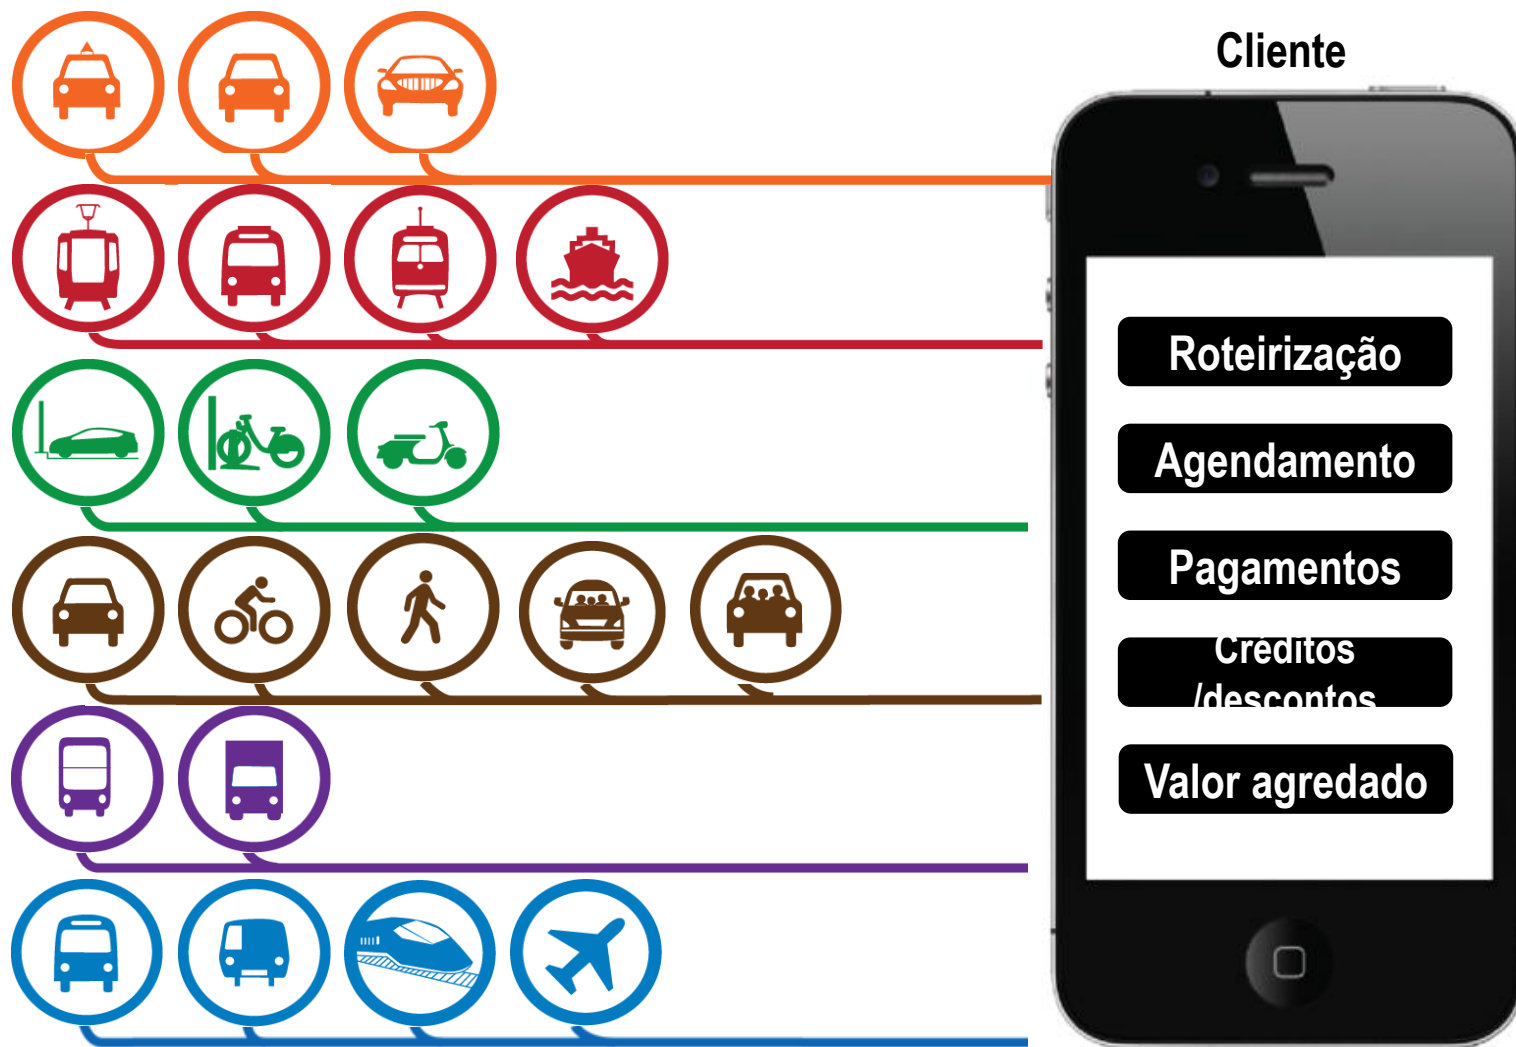 Cliente
Roteirização
Agendamento
Pagamentos
Créditos
/descontos
Valor agredado